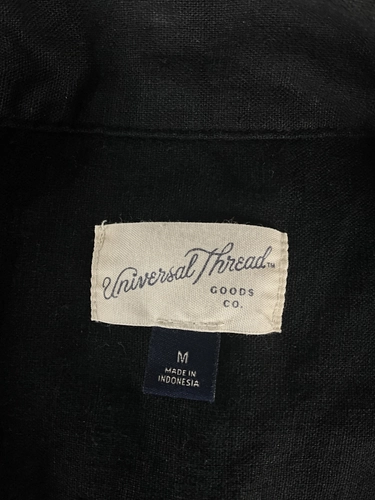 Universal Thread™
GOODS
CO.
M
MADE IN
INDONESIA